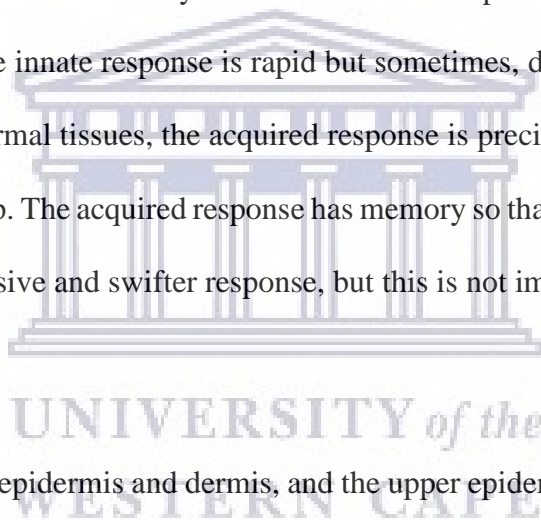 e innate response is rapid but sometimes, d
rmal tissues, the acquired response is preci
. The acquired response has memory so tha
sive and swifter response, but this is not im
UNIVERSITY of the
epidermis and dermis, and the upper epider
WESTERN CAPE